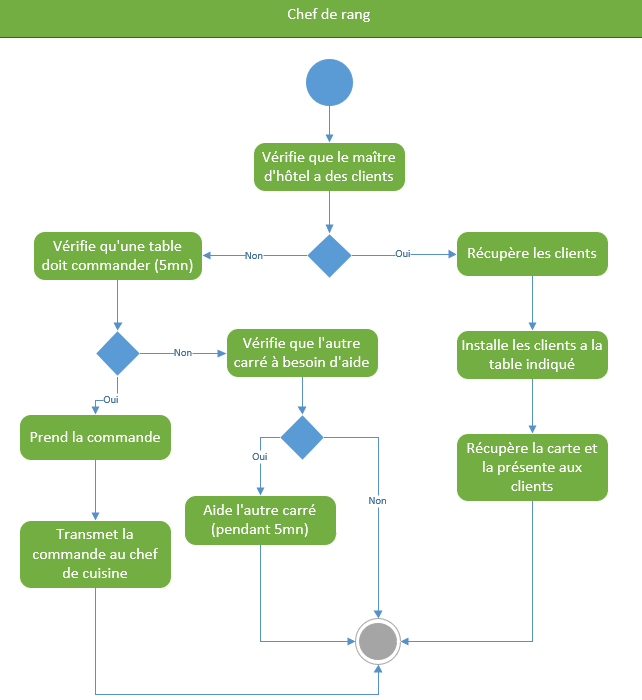 Chef de rang
Vérifie que le maître
d'hôtel a des clients
Vérifie qu'une table
doit commander (5mn)
Non
Oui
Récupère les clients
Vérifie que l'autre
carré à besoin d'aide
Installe les clients a la
table indiqué
Non
Oui
Prend la commande
Récupère la carte et
la présente aux
clients
Oui
Non
Aide l'autre carré
(pendant 5mn)
Transmet la
commande au chef
de cuisine